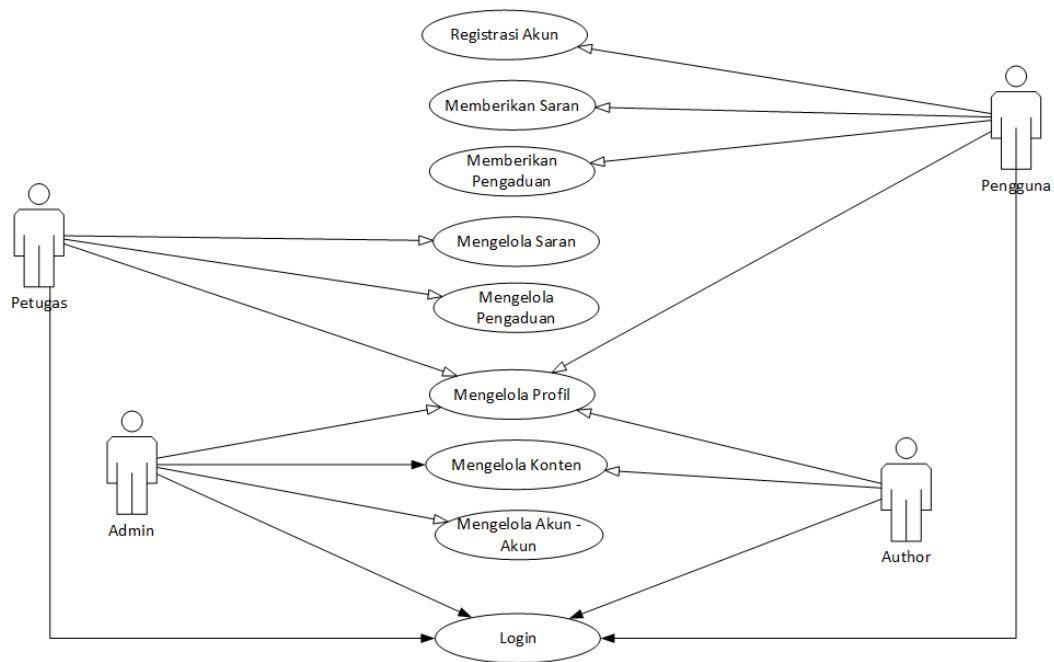 Registrasi Akun
Memberikan Saran
Memberikan
Pengaduan
Pengguna
Mengelola Saran
Petugas
Mengelola
Pengaduan
Mengelola Profil
Mengelola Konten
Admin
Mengelola Akun -
Akun
Author
Login